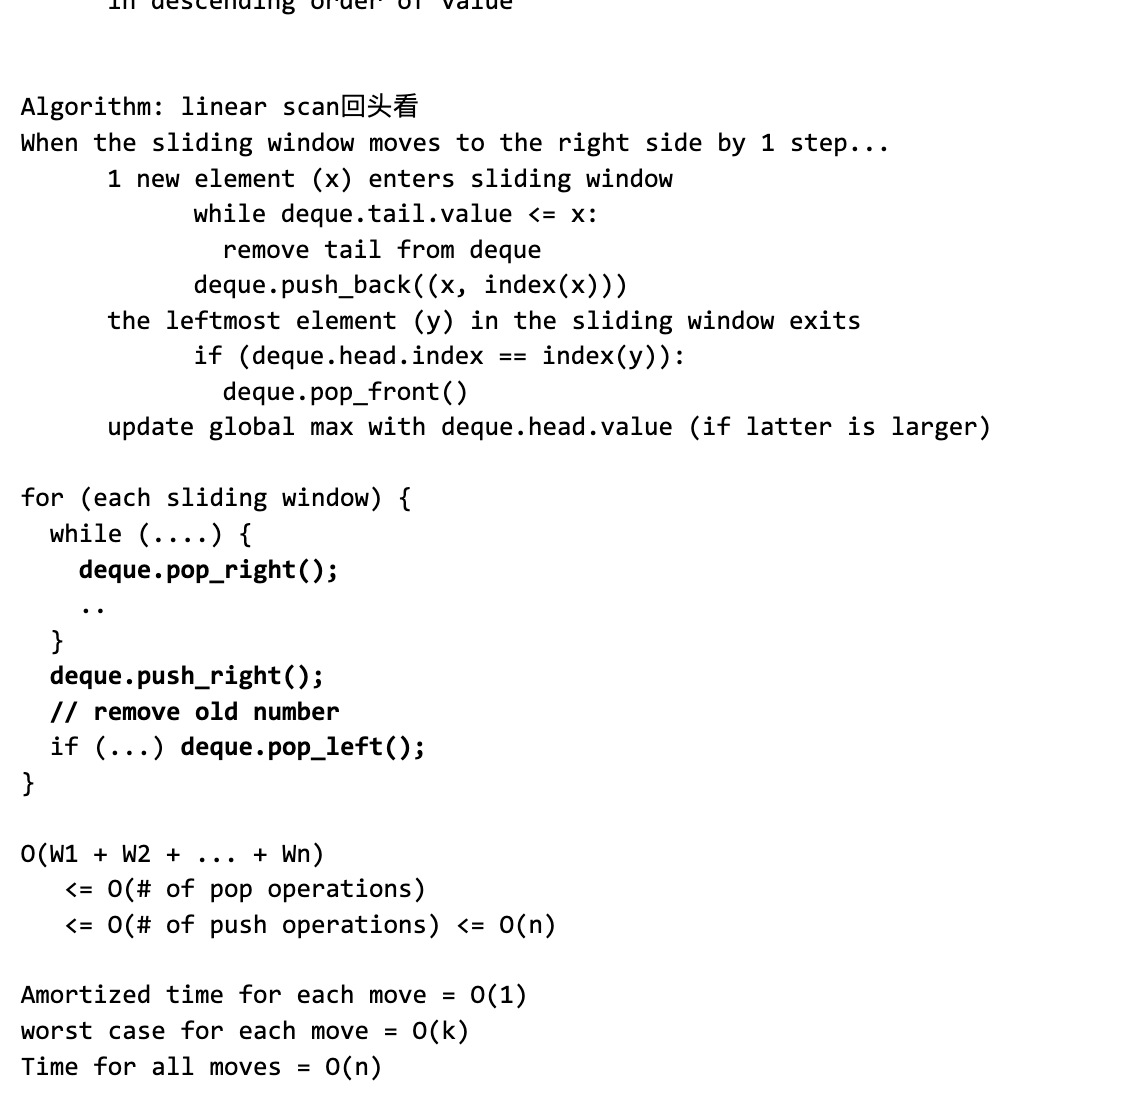 in descending order of value
Algorithm: linear scan回头看
When the sliding window moves to the right side by 1 step...
1 new element (x) enters sliding window
while deque.tail.value <= x:
remove tail from deque
deque.push_back((x, index(x)))
the leftmost element (y) in the sliding window exits
if (deque.head.index == index(y)):
deque.pop_front()
update global max with deque.head.value (if latter is larger)
for (each sliding window) {
while (....) {
deque.pop_right();
..
}
deque.push_right();
// remove old number
if (...) deque.pop_left();
}
O(W1 + W2 + ... + Wn)
<= O(# of pop operations)
<= O(# of push operations) <= O(n)
Amortized time for each move = O(1)
worst case for each move = O(k)
Time for all moves = O(n)